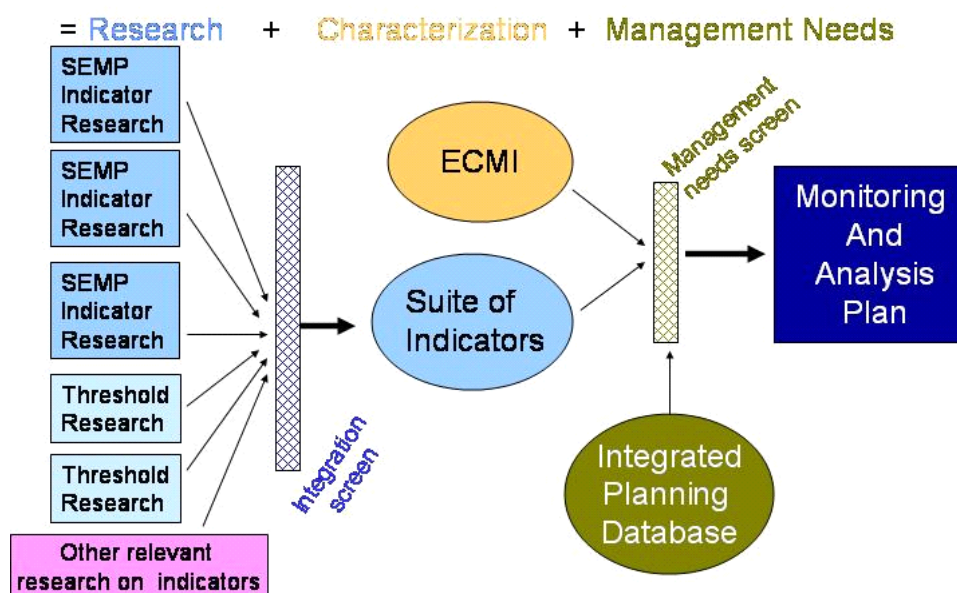 = Research + Characterization + Management Needs
SEMP
Indicator
Research
SEMP
Indicator
Research
SEMP
Indicator
Research
Threshold
Research
Threshold
Research
Other relevant
research on indicators
Integration
screen
ECMI
Suite of
Indicators
Management
needs screen
Integrated
Planning
Database
Monitoring
And
Analysis
Plan